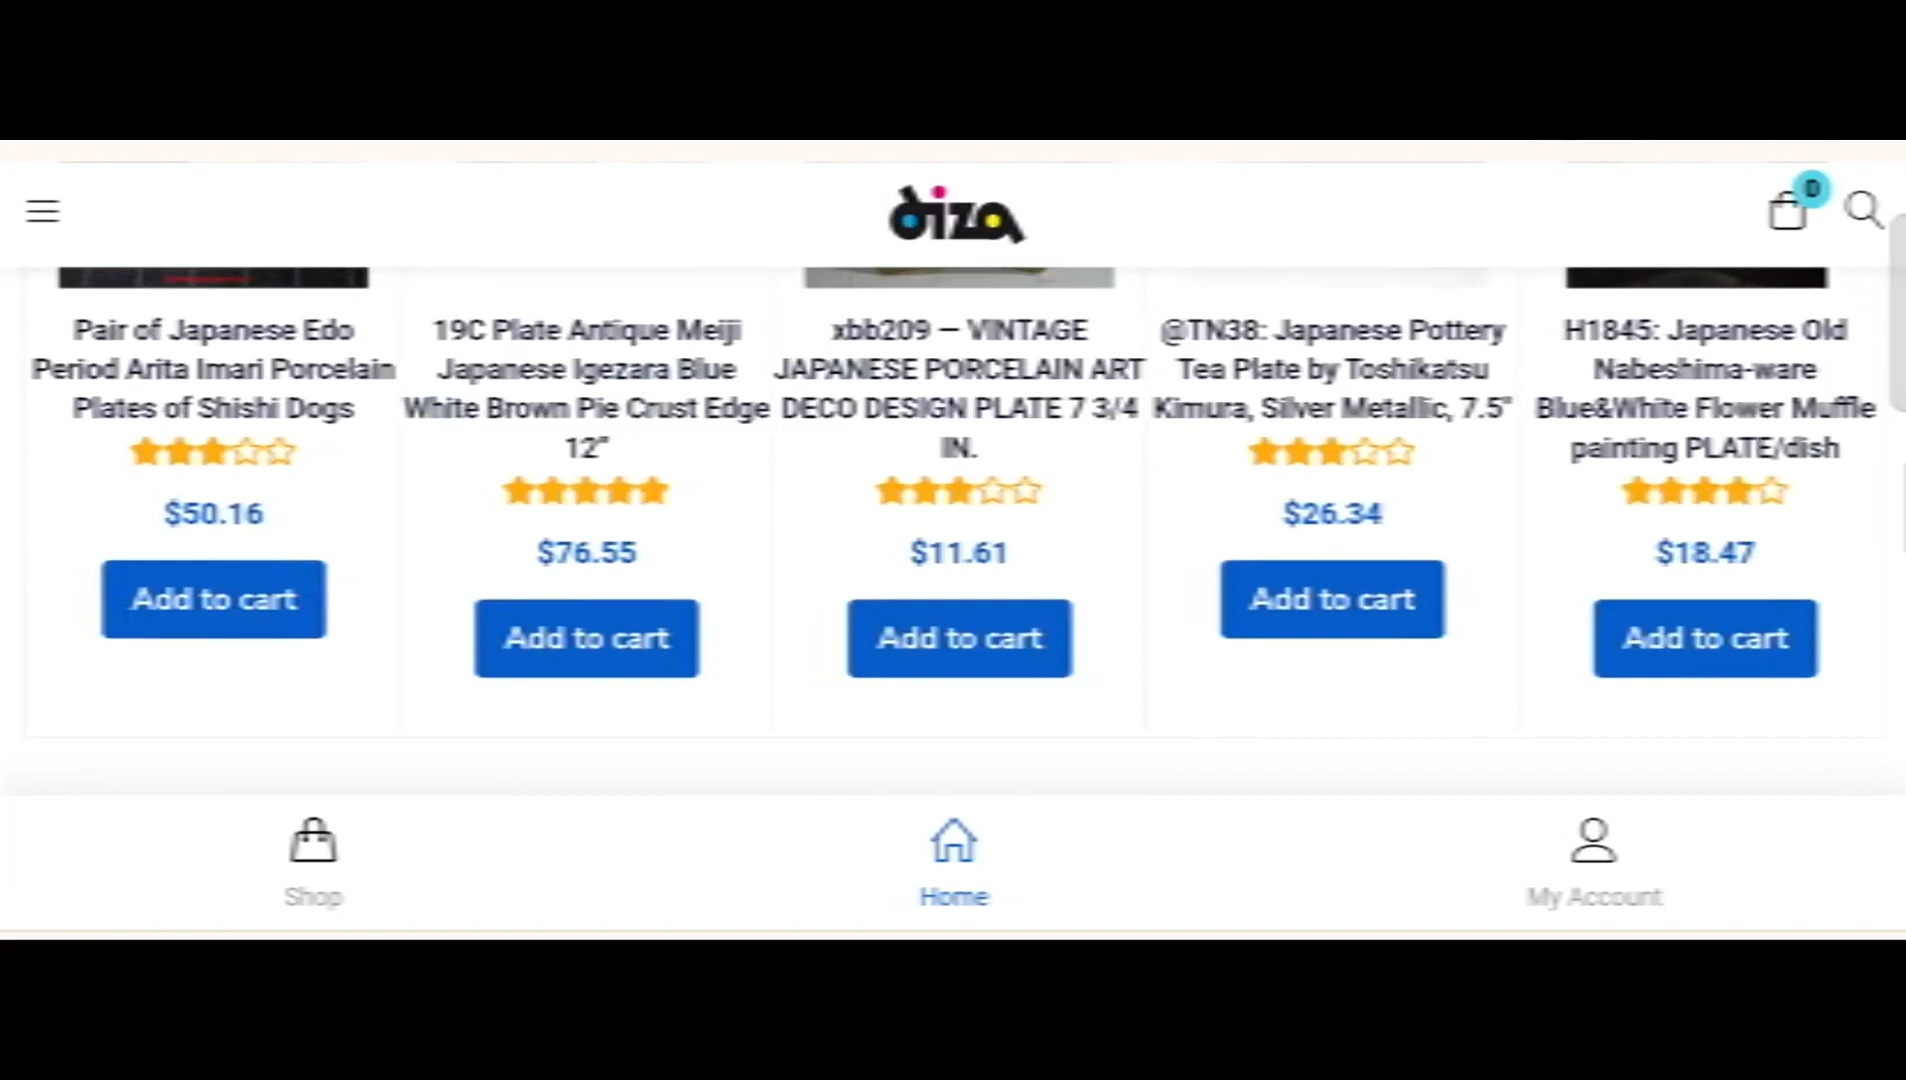 diza
0
Pair of Japanese Edo
Period Arita Imari Porcelain
Plates of Shishi Dogs
$50.16
Add to cart
19C Plate Antique Meiji
Japanese Igezara Blue
White Brown Pie Crust Edge
12"
$76.55
Add to cart
xbb209 – VINTAGE
JAPANESE PORCELAIN ART
DECO DESIGN PLATE 7 3/4
IN.
$11.61
Add to cart
@TN38: Japanese Pottery
Tea Plate by Toshikatsu
Kimura, Silver Metallic, 7.5"
$26.34
Add to cart
H1845: Japanese Old
Nabeshima-ware
Blue&White Flower Muffle
painting PLATE/dish
$18.47
Add to cart
Shop
Home
My Account